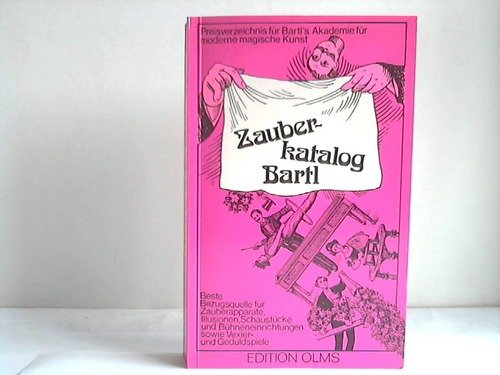 Preisverzeichnis für Bartl's Akademie für
moderne magische Kunst
Zauber-
katalog
Bartl
Beste
Bezugsquelle für
Zauberapparate,
Illusionen, Schaustücke
und Bühneneinrichtungen
sowie Vexier-
und Geduldspiele
EDITION OLMS